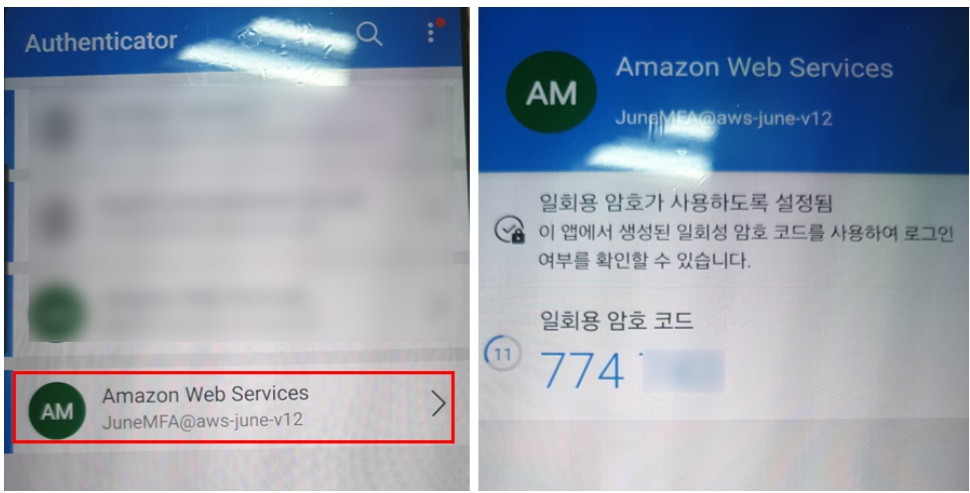 Authenticator
AM
Amazon Web Services
JuneMFA@aws-june-v12
AM
Amazon Web Services
JuneMFA@aws-june-v12
일회용 암호가 사용하도록 설정됨
이 앱에서 생성된 일회성 암호 코드를 사용하여 로그인
여부를 확인할 수 있습니다.
일회용 암호 코드
11
774